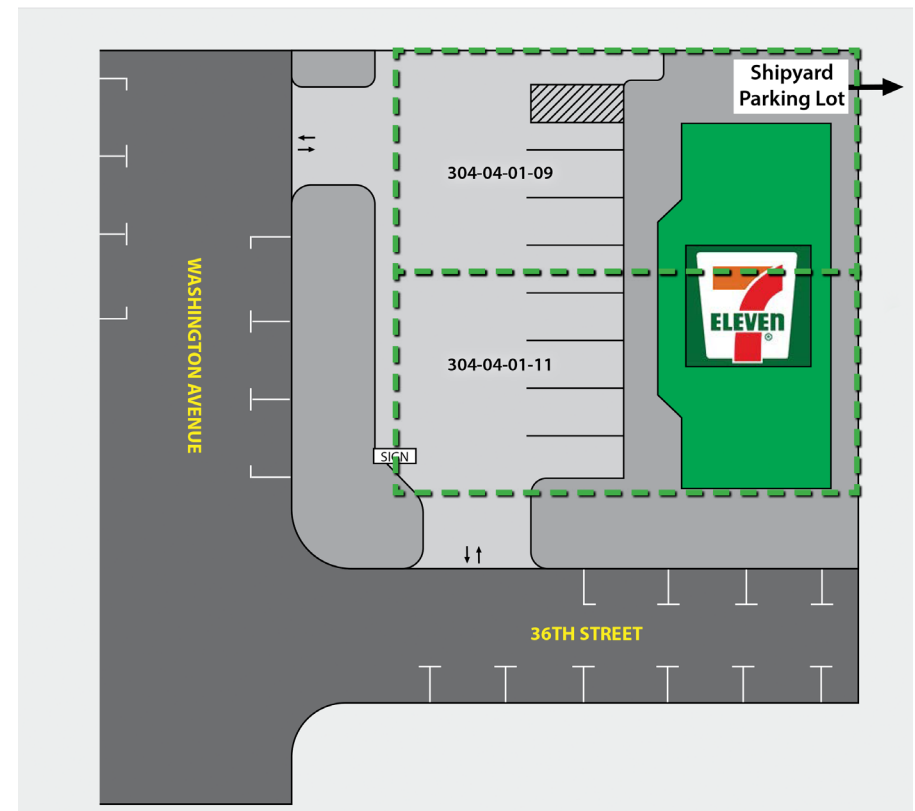 Shipyard
Parking Lot
304-04-01-09
WASHINGTON AVENUE
7
ELEVEn
®
304-04-01-11
SIGN
36TH STREET